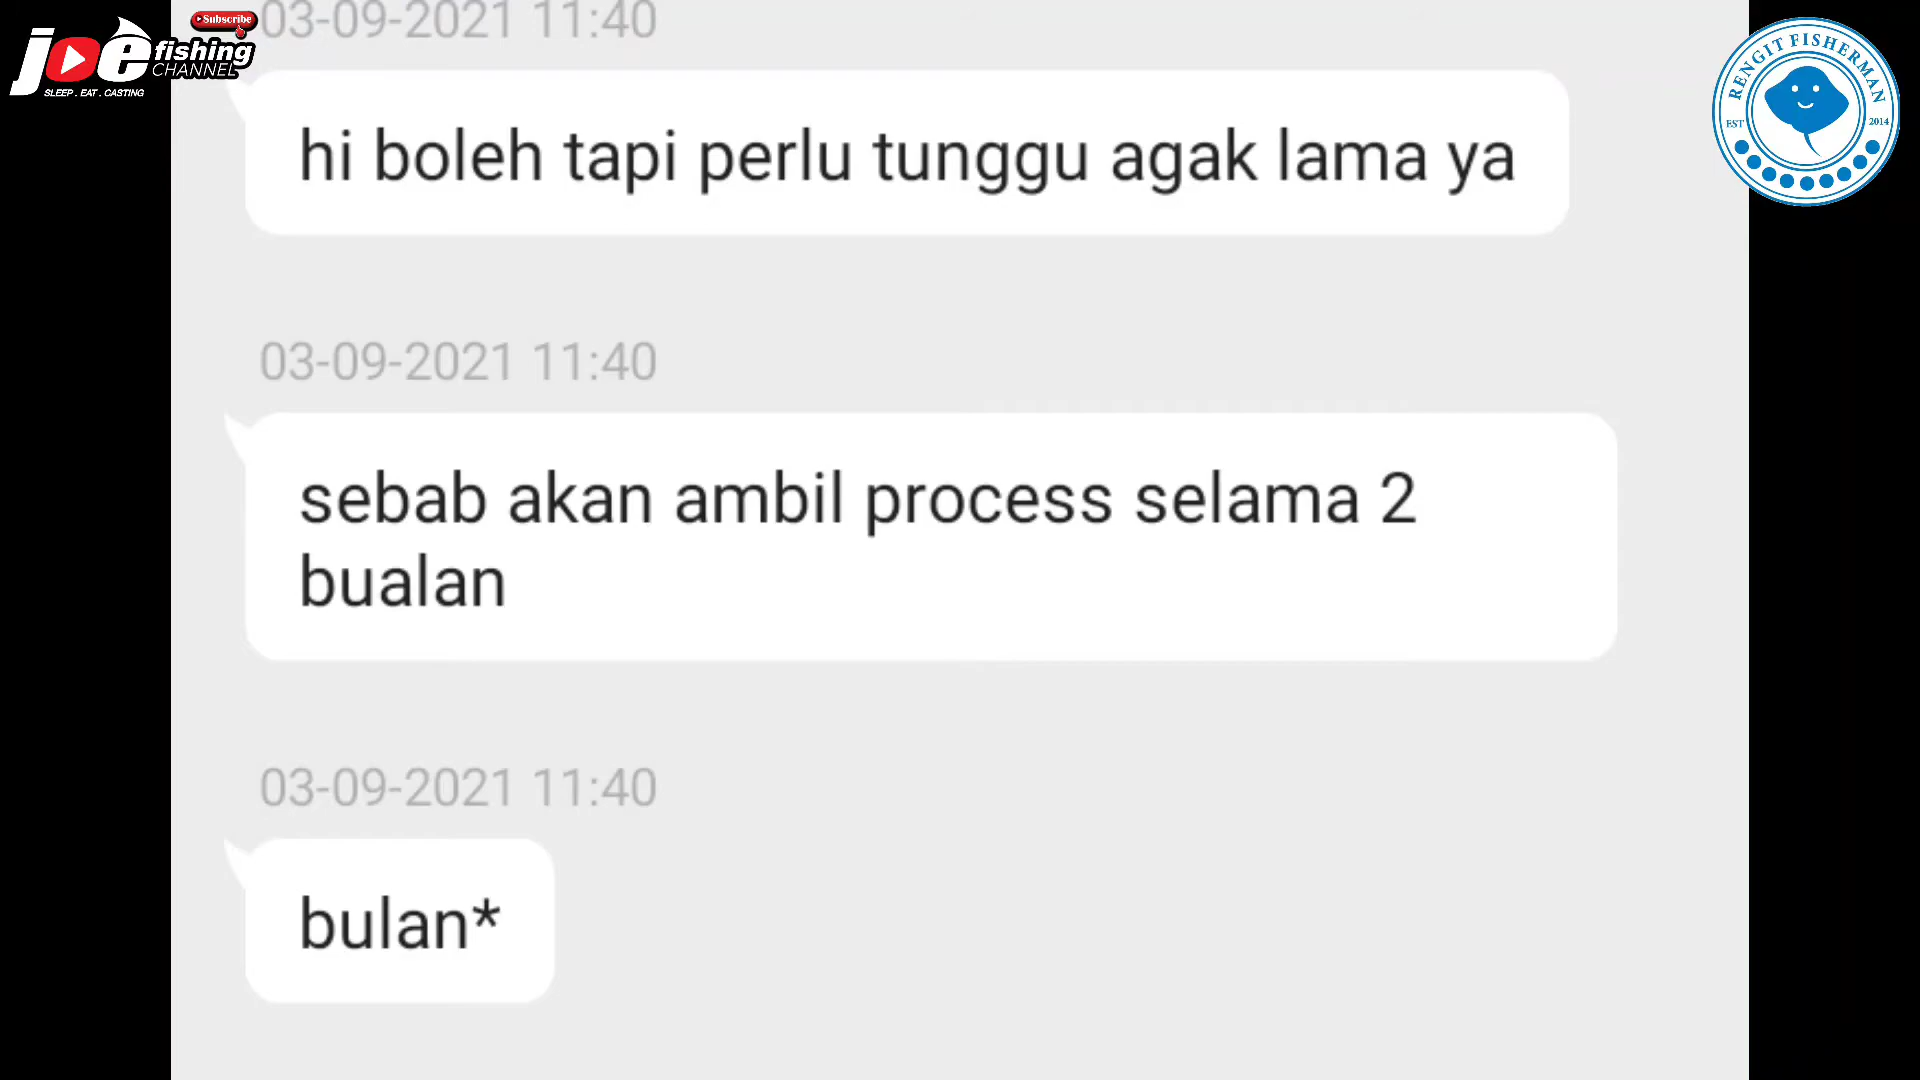 03-09-2021 11:40
Subscribe
joe fishing
CHANNEL
SLEEP . EAT . CASTING
RENGIT FISHERMAN
EST 2014
hi boleh tapi perlu tunggu agak lama ya
03-09-2021 11:40
sebab akan ambil process selama 2
bualan
03-09-2021 11:40
bulan*